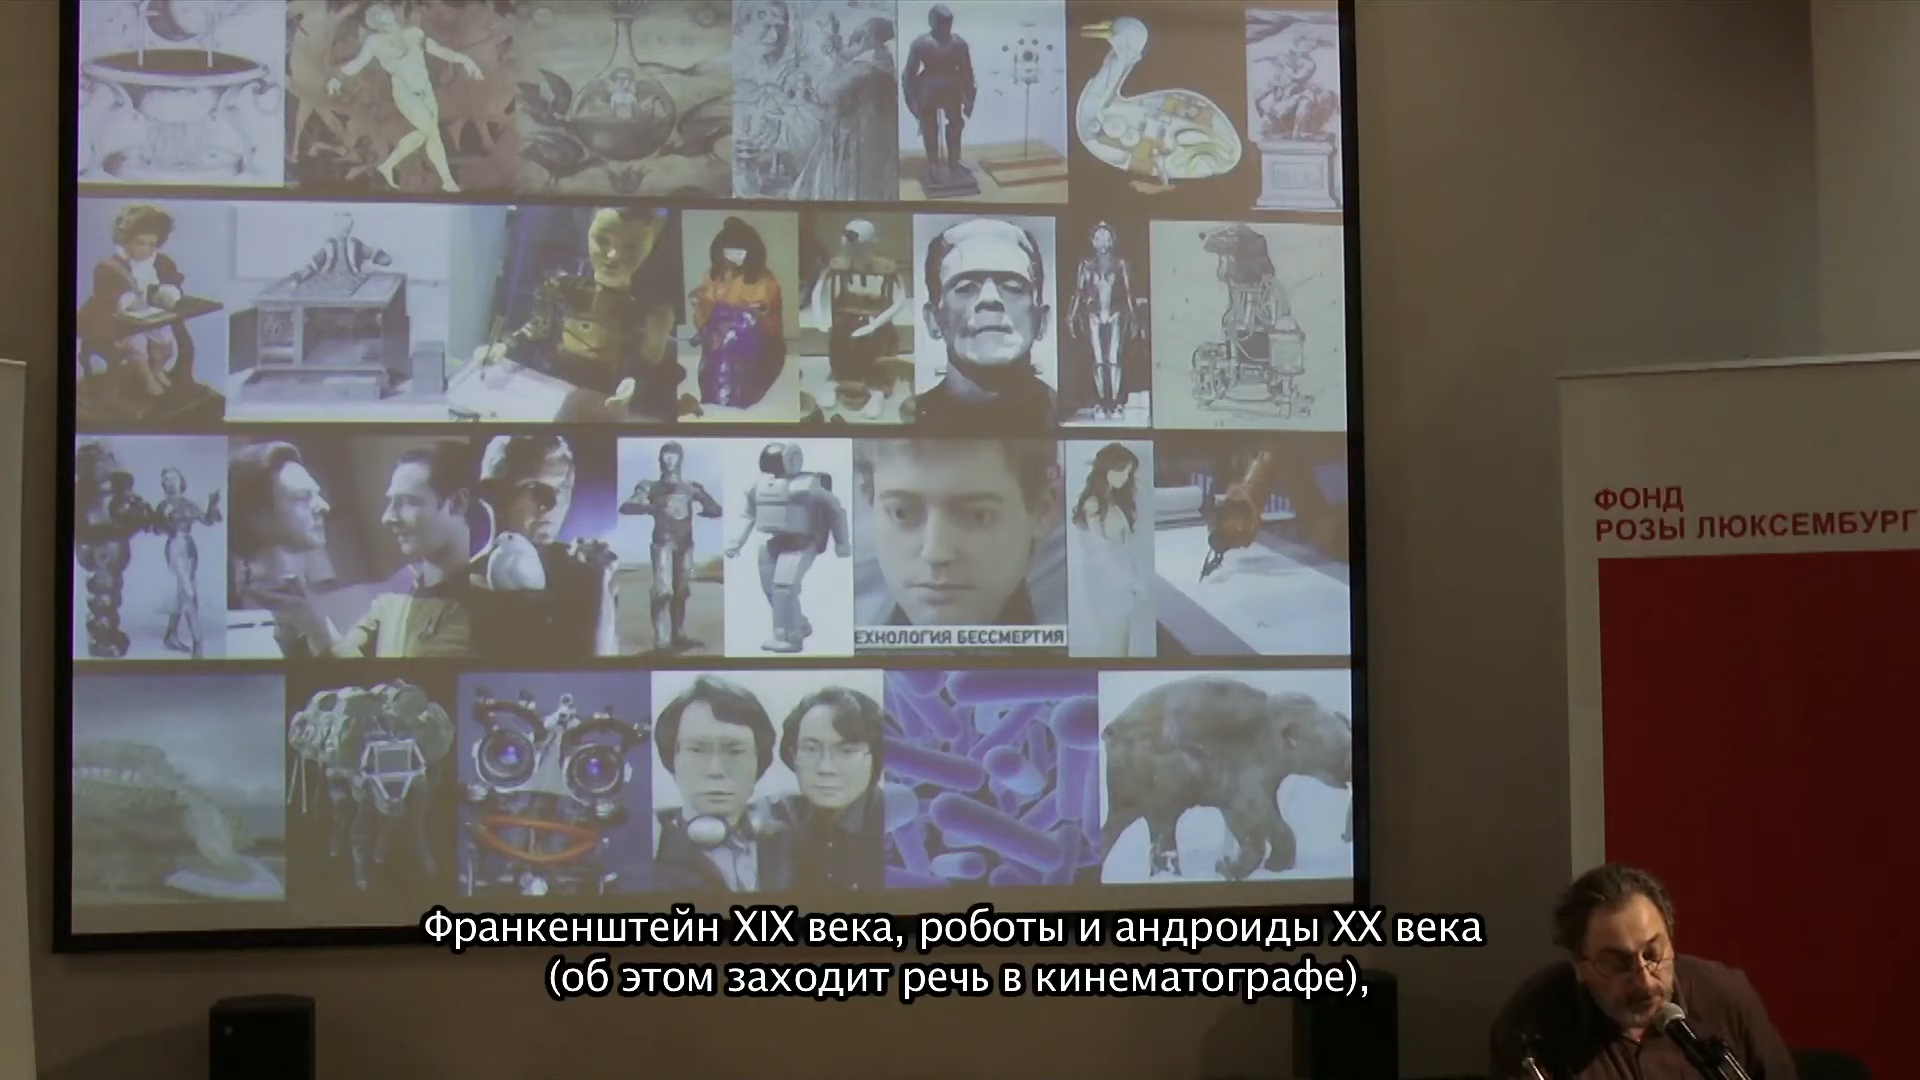 ФОНД
РОЗЫ ЛЮКСЕМБУРГ
ЕХНОЛОГИЯ БЕССМЕРТИЯ
Франкенштейн XIX века, роботы и андроиды XX века
(об этом заходит речь в кинематографе),